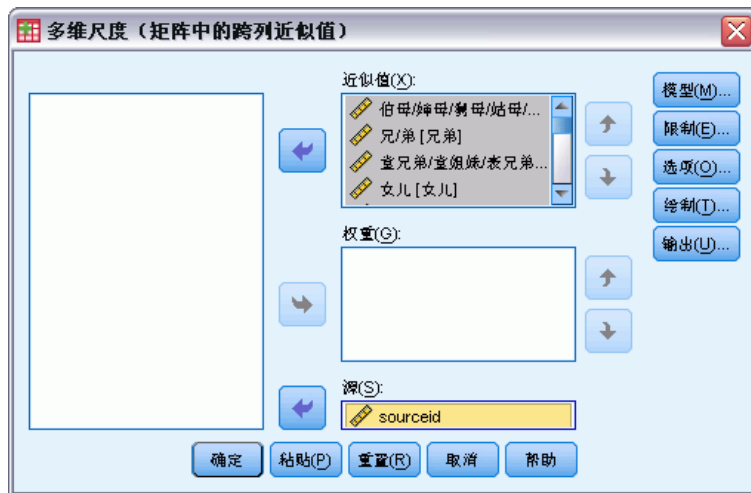 多维尺度（矩阵中的跨列近似值）
近似值(X):
伯母/婶母/舅母/姑母/...
兄/弟 [兄弟]
堂兄弟/堂姐妹/表兄弟...
女儿 [女儿]
权重(G):
源(S):
sourceid
模型(M)...
限制(E)...
选项(O)...
绘制(T)...
输出(U)...
确定
粘贴(P)
重置(R)
取消
帮助